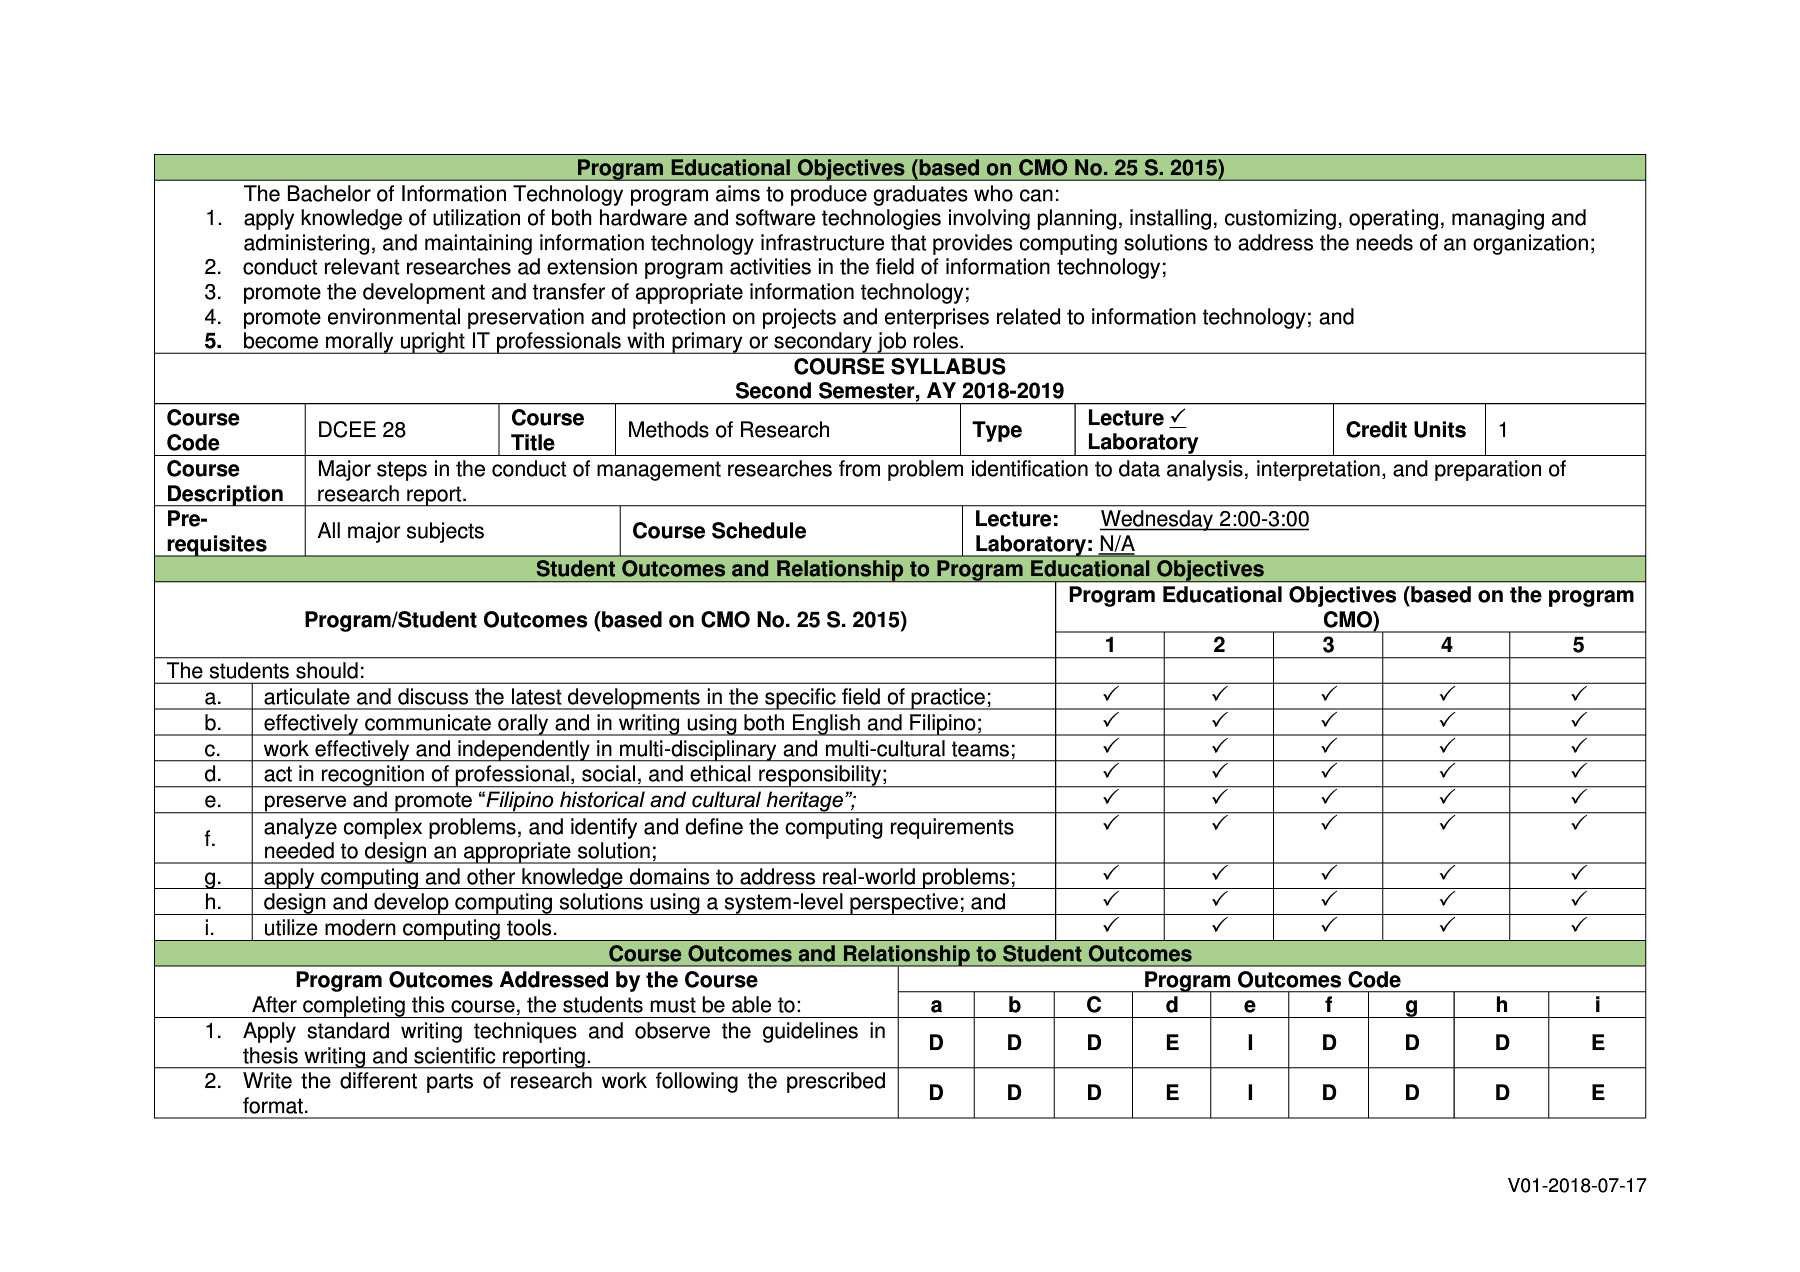 Program Educational Objectives (based on CMO No. 25 S. 2015)
The Bachelor of Information Technology program aims to produce graduates who can:
1. apply knowledge of utilization of both hardware and software technologies involving planning, installing, customizing, operating, managing and
administering, and maintaining information technology infrastructure that provides computing solutions to address the needs of an organization;
2. conduct relevant researches ad extension program activities in the field of information technology;
3. promote the development and transfer of appropriate information technology;
4. promote environmental preservation and protection on projects and enterprises related to information technology; and
5. become morally upright IT professionals with primary or secondary job roles.
COURSE SYLLABUS
Second Semester, AY 2018-2019
Course Code DCEE 28 Course Title Methods of Research Type Lecture ✓ Laboratory Credit Units 1
Course Description Major steps in the conduct of management researches from problem identification to data analysis, interpretation, and preparation of
research report.
Pre-requisites All major subjects Course Schedule Lecture: Wednesday 2:00-3:00
Laboratory: N/A
Student Outcomes and Relationship to Program Educational Objectives
Program/Student Outcomes (based on CMO No. 25 S. 2015) Program Educational Objectives (based on the program
CMO)
1 2 3 4 5
The students should:
a. articulate and discuss the latest developments in the specific field of practice; ✓ ✓ ✓ ✓ ✓
b. effectively communicate orally and in writing using both English and Filipino; ✓ ✓ ✓ ✓ ✓
c. work effectively and independently in multi-disciplinary and multi-cultural teams; ✓ ✓ ✓ ✓ ✓
d. act in recognition of professional, social, and ethical responsibility; ✓ ✓ ✓ ✓ ✓
e. preserve and promote “Filipino historical and cultural heritage”; ✓ ✓ ✓ ✓ ✓
f. analyze complex problems, and identify and define the computing requirements
needed to design an appropriate solution; ✓ ✓ ✓ ✓ ✓
g. apply computing and other knowledge domains to address real-world problems; ✓ ✓ ✓ ✓ ✓
h. design and develop computing solutions using a system-level perspective; and ✓ ✓ ✓ ✓ ✓
i. utilize modern computing tools. ✓ ✓ ✓ ✓ ✓
Course Outcomes and Relationship to Student Outcomes
Program Outcomes Addressed by the Course Program Outcomes Code
After completing this course, the students must be able to: a b C d e f g h i
1. Apply standard writing techniques and observe the guidelines in
thesis writing and scientific reporting. D D D E I D D D E
2. Write the different parts of research work following the prescribed
format. D D D E I D D D E
V01-2018-07-17